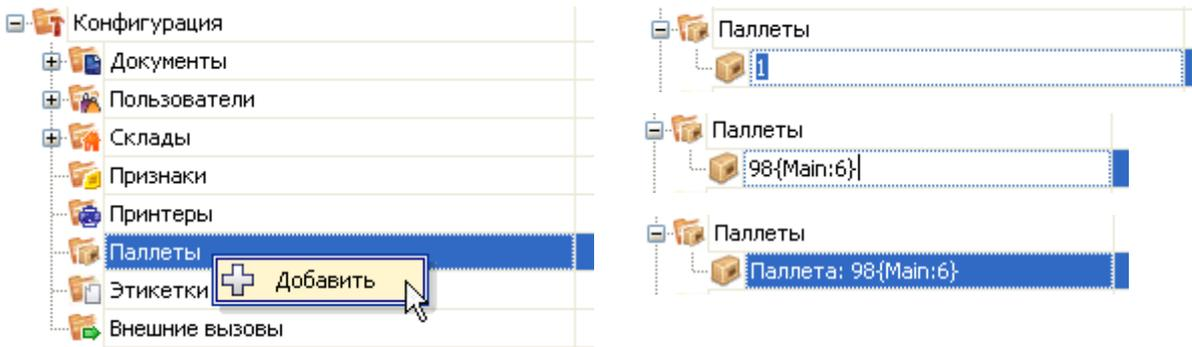 Конфигурация
Документы
Пользователи
Склады
Признаки
Принтеры
Паллеты
Добавить
Этикетки
Внешние вызовы
Паллеты
1
Паллеты
98{Main:6}
Паллеты
Паллета: 98{Main:6}